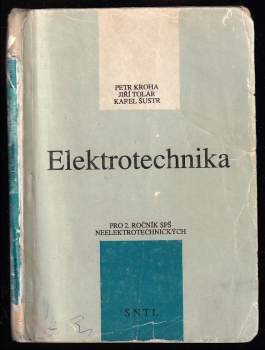 PETR KROHA
JIŘÍ TOLAR
KAREL ŠUSTR
Elektrotechnika
PRO 2. ROČNÍK SPŠ
NEELEKTROTECHNICKÝCH
SNTL